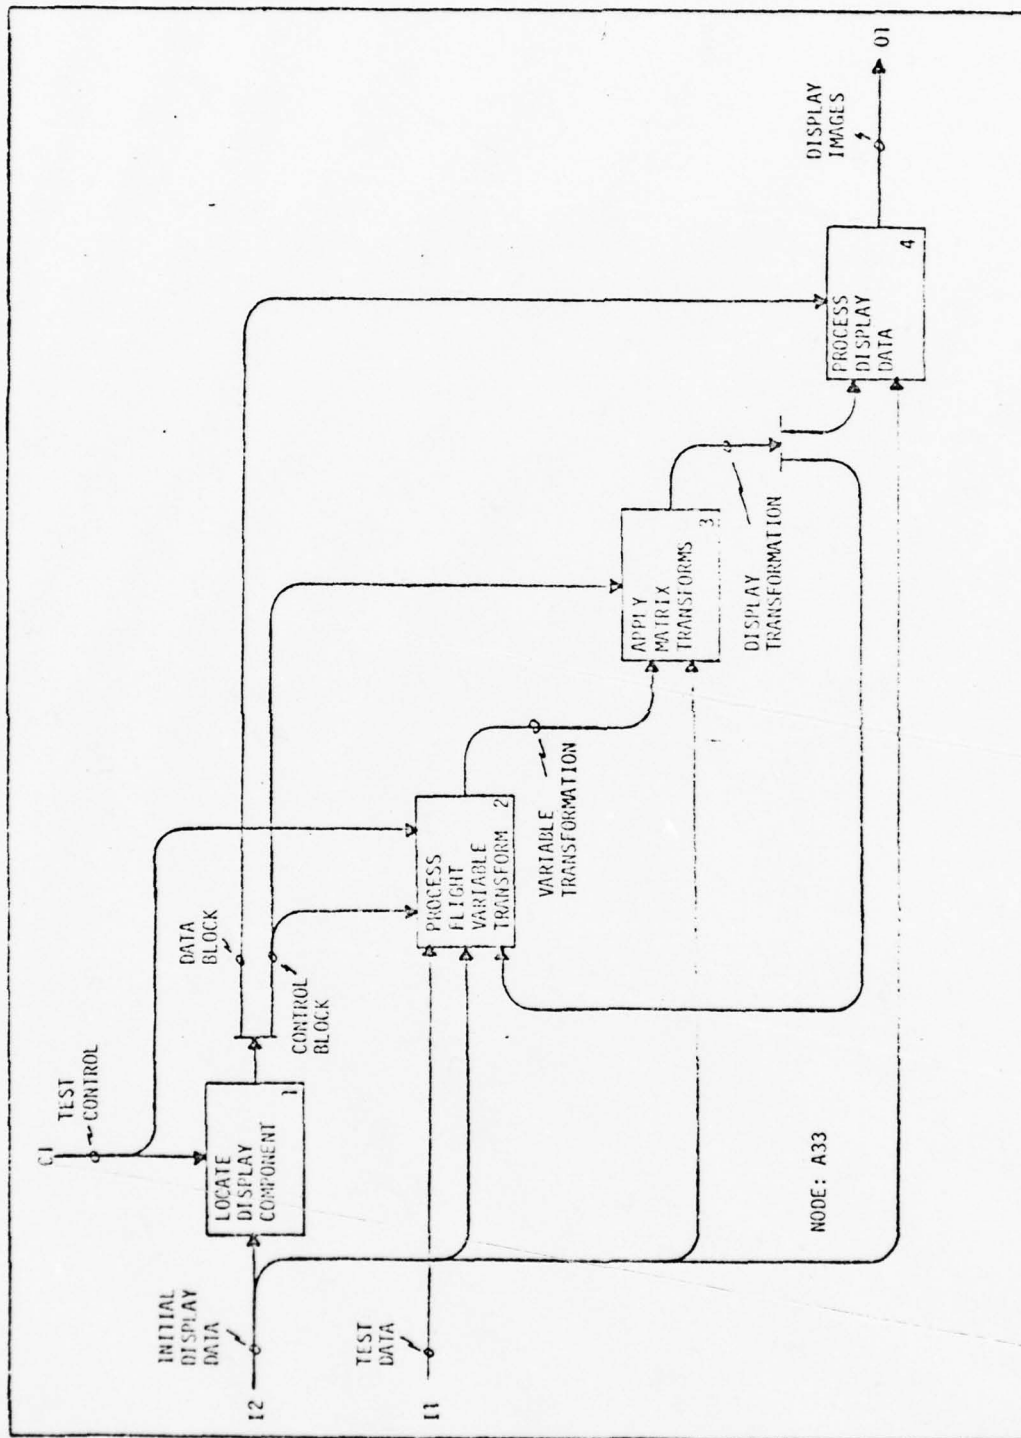 C1
TEST
CONTROL
INITIAL
DISPLAY
DATA
I2
LOCATE
DISPLAY
COMPONENT
1
DATA
BLOCK
CONTROL
BLOCK
TEST
DATA
I1
PROCESS
FLIGHT
VARIABLE
TRANSFORM
2
VARIABLE
TRANSFORMATION
APPLY
MATRIX
TRANSFORMS
3
DISPLAY
TRANSFORMATION
PROCESS
DISPLAY
DATA
4
DISPLAY
IMAGES
O1
NODE: A33